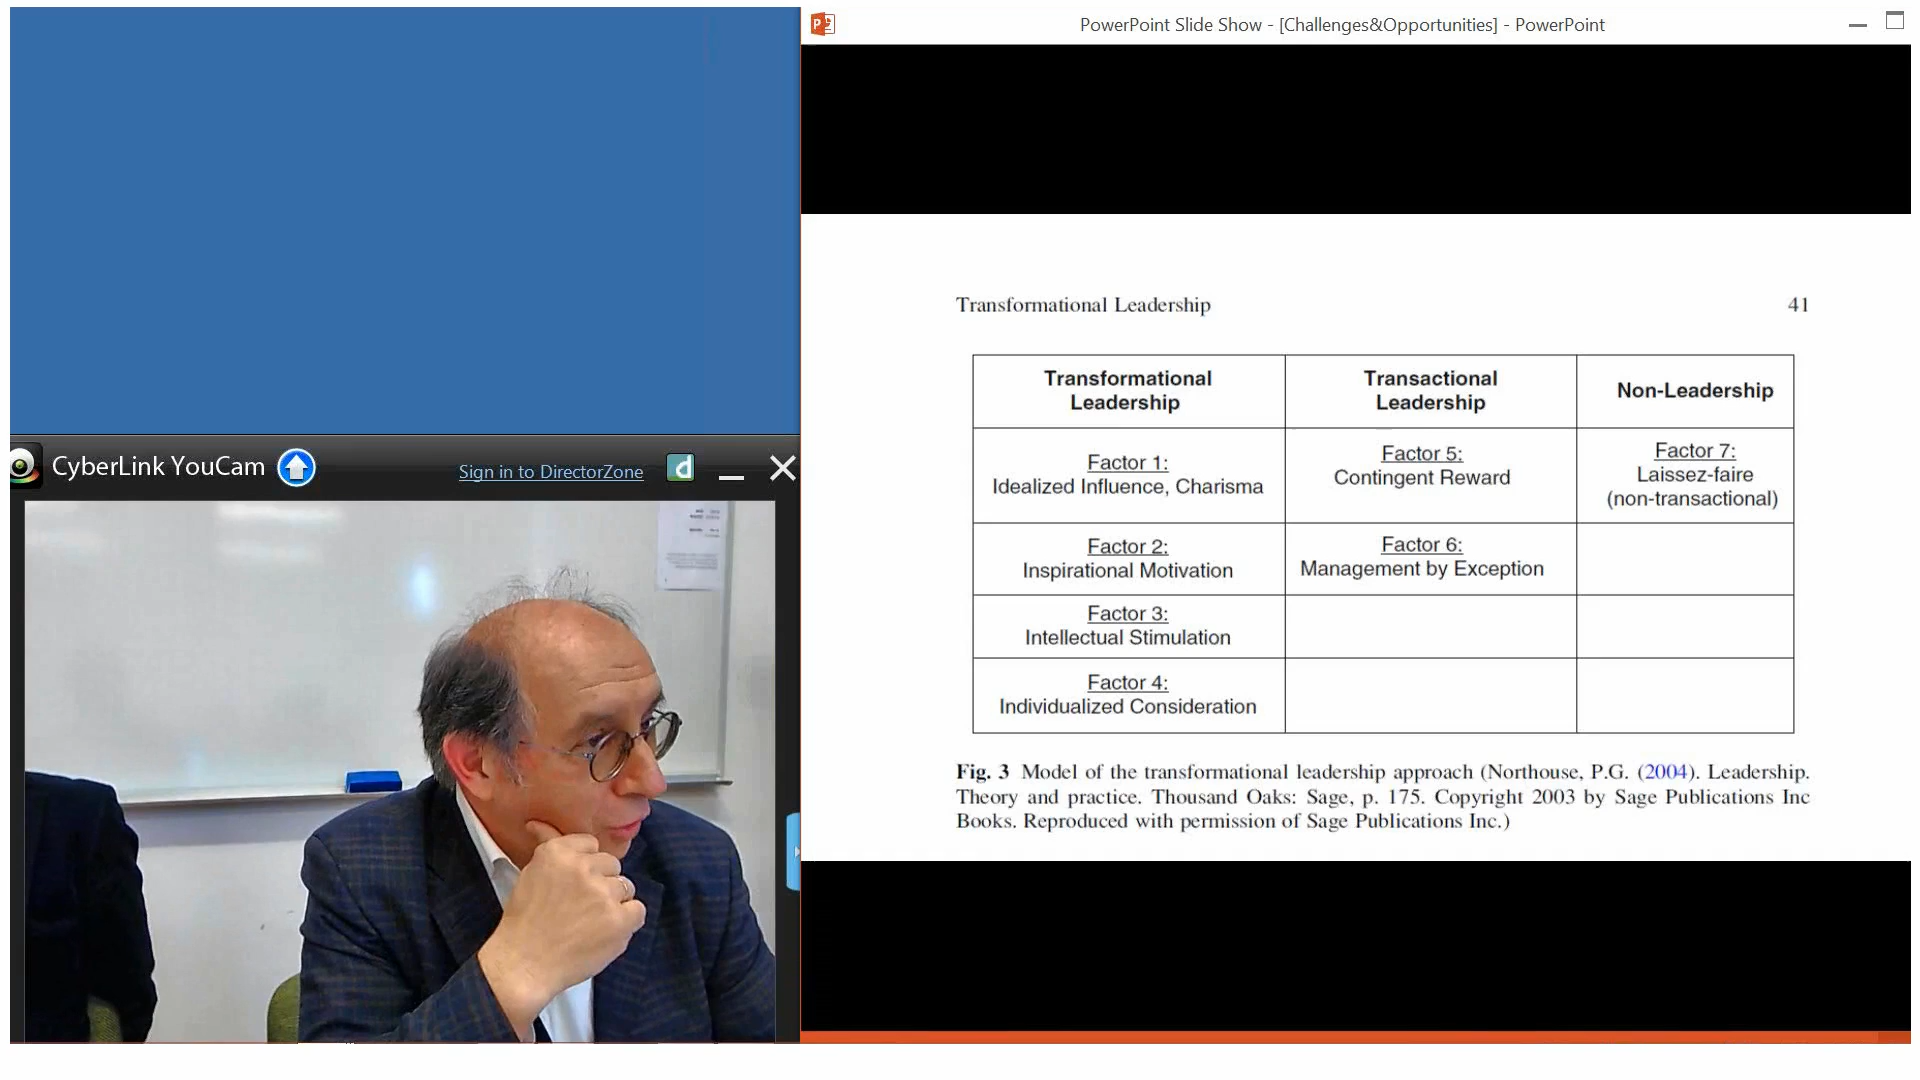 PowerPoint Slide Show - [Challenges&Opportunities] - PowerPoint
CyberLink YouCam
Sign in to DirectorZone
d
Transformational Leadership 41
Transformational
Leadership
Transactional
Leadership
Non-Leadership
Factor 1:
Idealized Influence, Charisma
Factor 5:
Contingent Reward
Factor 7:
Laissez-faire
(non-transactional)
Factor 2:
Inspirational Motivation
Factor 6:
Management by Exception
Factor 3:
Intellectual Stimulation
Factor 4:
Individualized Consideration
Fig. 3 Model of the transformational leadership approach (Northouse, P.G. (2004). Leadership.
Theory and practice. Thousand Oaks: Sage, p. 175. Copyright 2003 by Sage Publications Inc
Books. Reproduced with permission of Sage Publications Inc.)